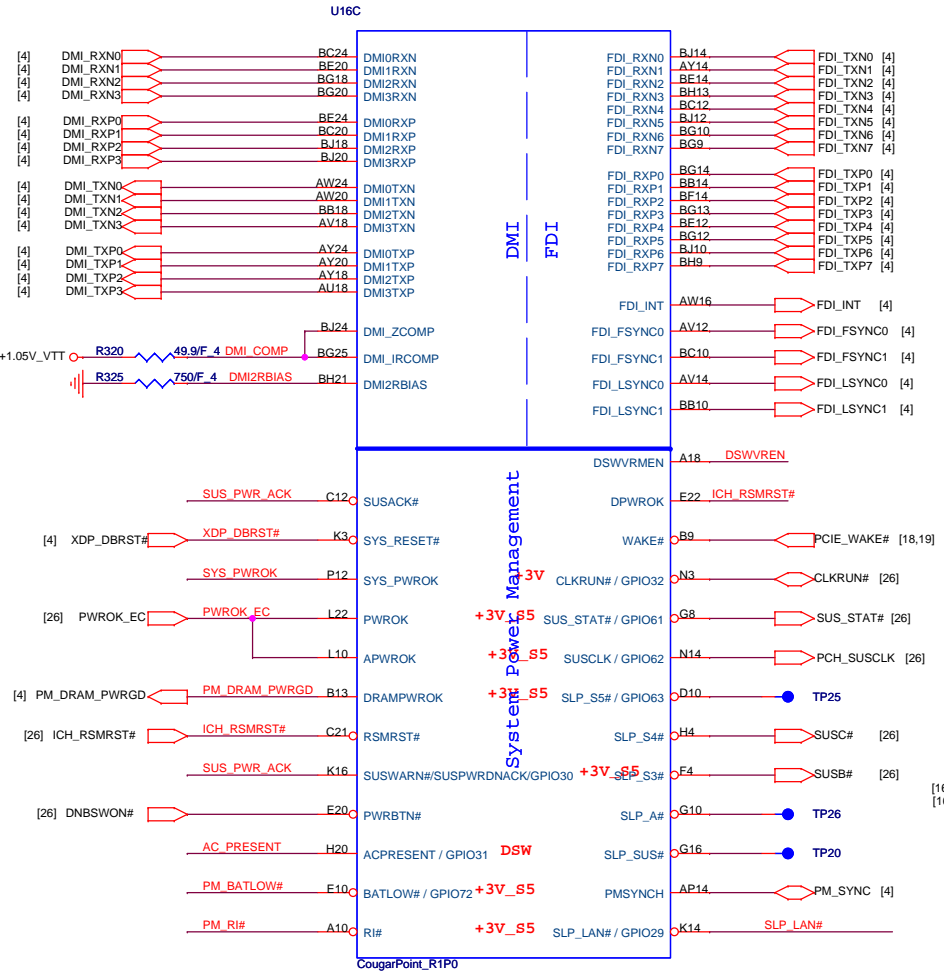 U16C
[4] DMI_RXN0 BC24 DMI0RXN FDI_RXN0 BJ14 FDI_TXN0 [4]
[4] DMI_RXN1 BE20 DMI1RXN FDI_RXN1 AY14 FDI_TXN1 [4]
[4] DMI_RXN2 BG18 DMI2RXN FDI_RXN2 BE14 FDI_TXN2 [4]
[4] DMI_RXN3 BG20 DMI3RXN FDI_RXN3 BH13 FDI_TXN3 [4]
FDI_RXN4 BC12 FDI_TXN4 [4]
[4] DMI_RXP0 BE24 DMI0RXP FDI_RXN5 BJ12 FDI_TXN5 [4]
[4] DMI_RXP1 BC20 DMI1RXP FDI_RXN6 BG10 FDI_TXN6 [4]
[4] DMI_RXP2 BJ18 DMI2RXP FDI_RXN7 BG9 FDI_TXN7 [4]
[4] DMI_RXP3 BJ20 DMI3RXP
FDI_RXP0 BG14 FDI_TXP0 [4]
[4] DMI_TXN0 AW24 DMI0TXN FDI_RXP1 BB14 FDI_TXP1 [4]
[4] DMI_TXN1 AW20 DMI1TXN FDI_RXP2 BF14 FDI_TXP2 [4]
[4] DMI_TXN2 BB18 DMI2TXN FDI_RXP3 BG13 FDI_TXP3 [4]
[4] DMI_TXN3 AV18 DMI3TXN FDI_RXP4 BE12 FDI_TXP4 [4]
FDI_RXP5 BG12 FDI_TXP5 [4]
[4] DMI_TXP0 AY24 DMI0TXP FDI_RXP6 BJ10 FDI_TXP6 [4]
[4] DMI_TXP1 AY20 DMI1TXP FDI_RXP7 BH9 FDI_TXP7 [4]
[4] DMI_TXP2 AY18 DMI2TXP
[4] DMI_TXP3 AU18 DMI3TXP
DMI
FDI
FDI_INT AW16 FDI_INT [4]
BJ24 DMI_ZCOMP FDI_FSYNC0 AV12 FDI_FSYNC0 [4]
+1.05V_VTT R320 49.9/F_4 DMI_COMP BG25 DMI_IRCOMP FDI_FSYNC1 BC10 FDI_FSYNC1 [4]
R325 750/F_4 DMI2RBIAS BH21 DMI2RBIAS FDI_LSYNC0 AV14 FDI_LSYNC0 [4]
FDI_LSYNC1 BB10 FDI_LSYNC1 [4]
System Power Management
DSWVRMEN A18 DSWVREN
SUS_PWR_ACK C12 SUSACK# DPWROK E22 ICH_RSMRST#
[4] XDP_DBRST# XDP_DBRST# K3 SYS_RESET# WAKE# B9 PCIE_WAKE# [18,19]
SYS_PWROK P12 SYS_PWROK +3V CLKRUN# / GPIO32 N3 CLKRUN# [26]
[26] PWROK_EC PWROK_EC L22 PWROK +3V_S5 SUS_STAT# / GPIO61 G8 SUS_STAT# [26]
L10 APWROK +3V_S5 SUSCLK / GPIO62 N14 PCH_SUSCLK [26]
[4] PM_DRAM_PWRGD PM_DRAM_PWRGD B13 DRAMPWROK +3V_S5 SLP_S5# / GPIO63 D10 TP25
[26] ICH_RSMRST# ICH_RSMRST# C21 RSMRST# SLP_S4# H4 SUSC# [26]
SUS_PWR_ACK K16 SUSWARN#/SUSPWRDNACK/GPIO30 +3V_S5 SLP_S3# F4 SUSB# [26]
[26] DNBSWON# E20 PWRBTN# SLP_A# G10 TP26
AC_PRESENT H20 ACPRESENT / GPIO31 DSW SLP_SUS# G16 TP20
PM_BATLOW# E10 BATLOW# / GPIO72 +3V_S5 PMSYNCH AP14 PM_SYNC [4]
PM_RI# A10 RI# +3V_S5 SLP_LAN# / GPIO29 K14 SLP_LAN#
CougarPoint_R1P0